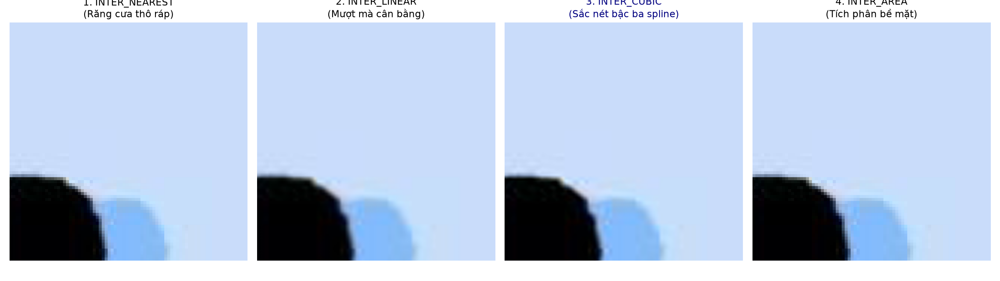 1. INTER_NEAREST
(Răng cưa thô ráp)
2. INTER_LINEAR
(Mượt mà cân bằng)
3. INTER_CUBIC
(Sắc nét bậc ba spline)
4. INTER_AREA
(Tích phân bề mặt)